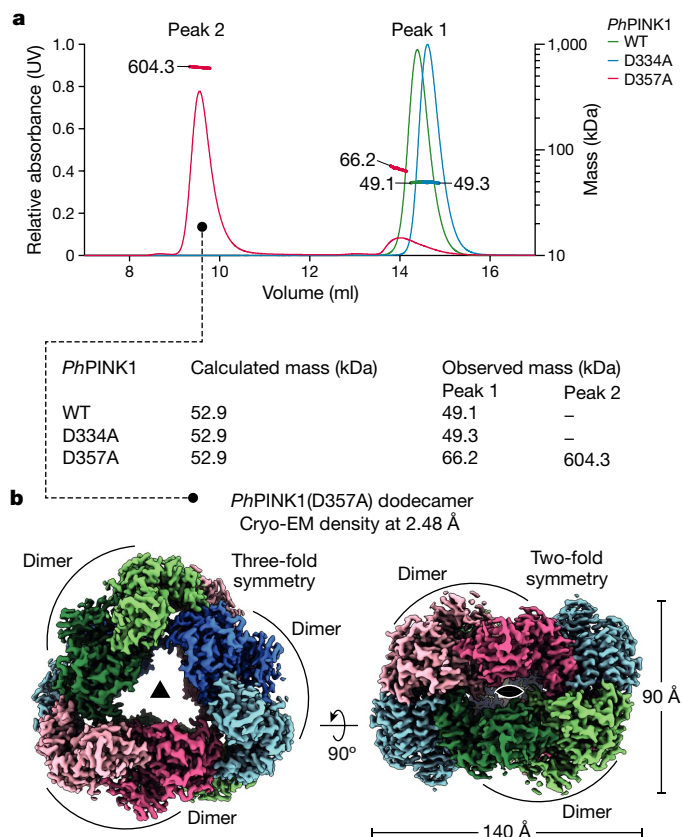 a
Peak 2
Peak 1
PhPINK1
WT
D334A
D357A
Relative absorbance (UV)
1.0
0.8
0.6
0.4
0.2
0
604.3
66.2
49.1
49.3
1,000
100
10
Mass (kDa)
8
10
12
14
16
Volume (ml)
PhPINK1 Calculated mass (kDa) Observed mass (kDa)
Peak 1 Peak 2
WT 52.9 49.1 –
D334A 52.9 49.3 –
D357A 52.9 66.2 604.3
b
PhPINK1(D357A) dodecamer
Cryo-EM density at 2.48 Å
Dimer
Three-fold
symmetry
Dimer
Dimer
90º
Dimer
Two-fold
symmetry
90 Å
Dimer
140 Å